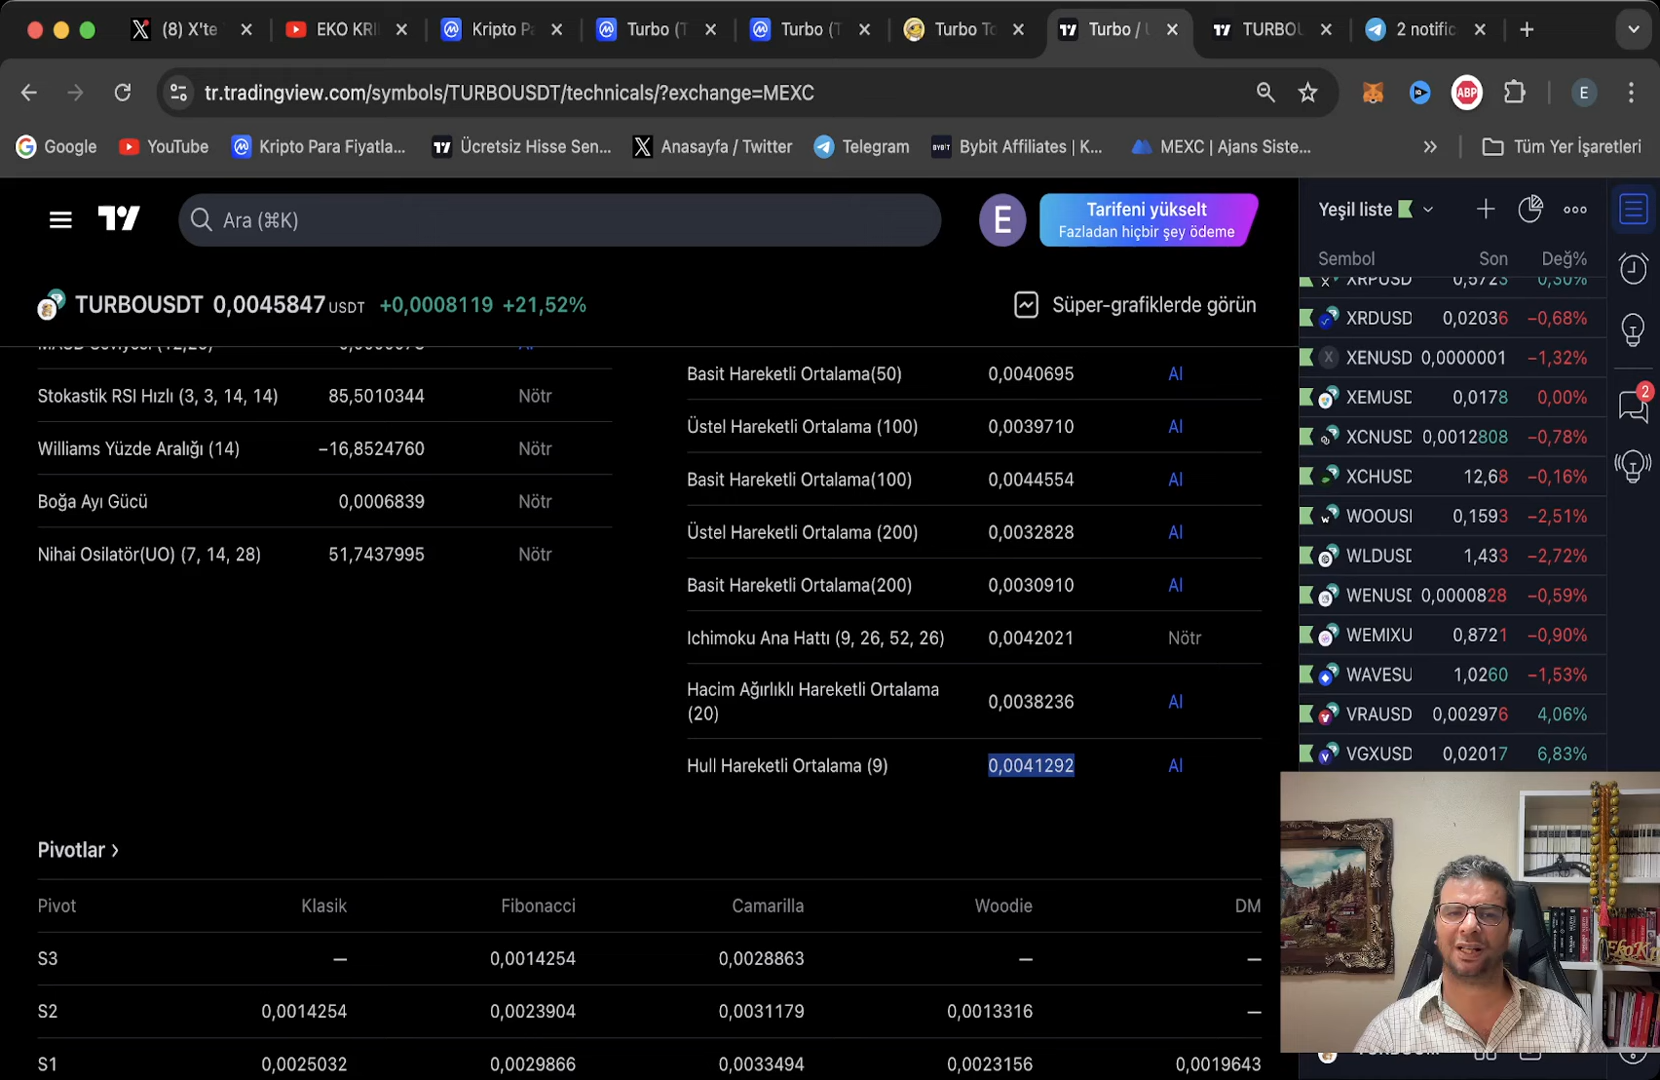 (8) X'te
EKO KRİ
Kripto Pa
Turbo (T
Turbo (T
Turbo To
Turbo / U
TURBOU
2 notific
tr.tradingview.com/symbols/TURBOUSDT/technicals/?exchange=MEXC
ABP
E
Google
YouTube
Kripto Para Fiyatla...
Ücretsiz Hisse Sen...
Anasayfa / Twitter
Telegram
BYBIT
Bybit Affiliates | K...
MEXC | Ajans Siste...
Tüm Yer İşaretleri
Ara (⌘K)
E
Tarifeni yükselt
Fazladan hiçbir şey ödeme
TURBOUSDT 0,0045847 USDT +0,0008119 +21,52%
Süper-grafiklerde görün
Stokastik RSI Hızlı (3, 3, 14, 14) 85,5010344 Nötr
Williams Yüzde Aralığı (14) −16,8524760 Nötr
Boğa Ayı Gücü 0,0006839 Nötr
Nihai Osilatör(UO) (7, 14, 28) 51,7437995 Nötr
Basit Hareketli Ortalama(50) 0,0040695 Al
Üstel Hareketli Ortalama (100) 0,0039710 Al
Basit Hareketli Ortalama(100) 0,0044554 Al
Üstel Hareketli Ortalama (200) 0,0032828 Al
Basit Hareketli Ortalama(200) 0,0030910 Al
Ichimoku Ana Hattı (9, 26, 52, 26) 0,0042021 Nötr
Hacim Ağırlıklı Hareketli Ortalama
(20) 0,0038236 Al
Hull Hareketli Ortalama (9) 0,0041292 Al
Pivotlar
Pivot Klasik Fibonacci Camarilla Woodie DM
S3 — 0,0014254 0,0028863 — —
S2 0,0014254 0,0023904 0,0031179 0,0013316 —
S1 0,0025032 0,0029866 0,0033494 0,0023156 0,0019643
Yeşil liste
Sembol Son Değ%
XRPUSD 0,5723 0,30%
XRDUSD 0,02036 −0,68%
XENUSD 0,0000001 −1,32%
XEMUSD 0,0178 0,00%
XCNUSD 0,0012808 −0,78%
XCHUSD 12,68 −0,16%
WOOUSI 0,1593 −2,51%
WLDUSD 1,433 −2,72%
WENUSD 0,0000828 −0,59%
WEMIXU 0,8721 −0,90%
WAVESU 1,0260 −1,53%
VRAUSD 0,002976 4,06%
VGXUSD 0,02017 6,83%
2